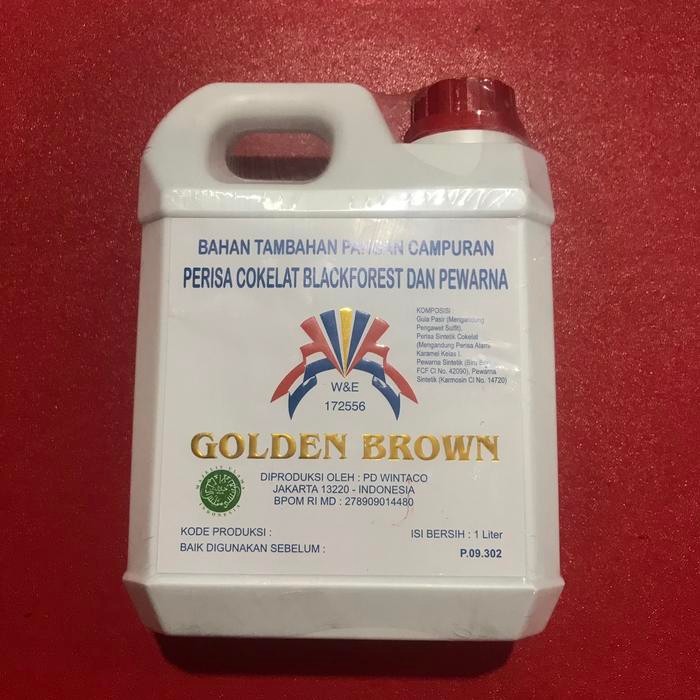 BAHAN TAMBAHAN PANGAN CAMPURAN
PERISA COKELAT BLACKFOREST DAN PEWARNA
KOMPOSISI :
Gula Pasir (Mengandung
Pengawet Sulfit),
Perisa Sintetik Cokelat
(Mengandung Perisa Alami
Karamel Kelas I,
Pewarna Sintetik (Biru
FCF CI No. 42090), Pewarna
Sintetik (Karmosin CI No. 14720)
W&E
172556
GOLDEN BROWN
MAJELIS ULAMA
INDONESIA
DIPRODUKSI OLEH : PD WINTACO
JAKARTA 13220 - INDONESIA
BPOM RI MD : 278909014480
KODE PRODUKSI :
ISI BERSIH : 1 Liter
BAIK DIGUNAKAN SEBELUM :
P.09.302